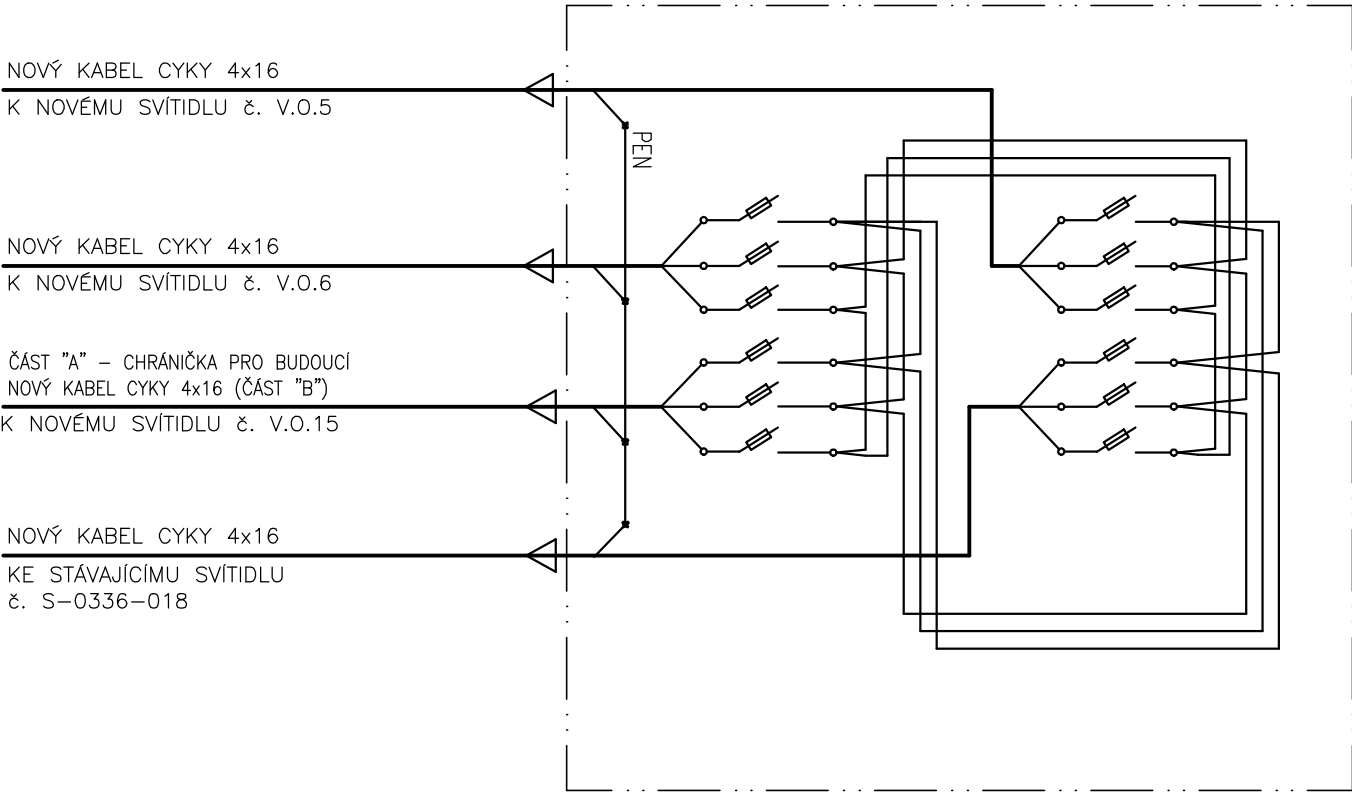 NOVÝ KABEL CYKY 4x16
K NOVÉMU SVÍTIDLU č. V.O.5
PEN
NOVÝ KABEL CYKY 4x16
K NOVÉMU SVÍTIDLU č. V.O.6
ČÁST "A" – CHRÁNIČKA PRO BUDOUCÍ
NOVÝ KABEL CYKY 4x16 (ČÁST "B")
K NOVÉMU SVÍTIDLU č. V.O.15
NOVÝ KABEL CYKY 4x16
KE STÁVAJÍCÍMU SVÍTIDLU
č. S–0336–018